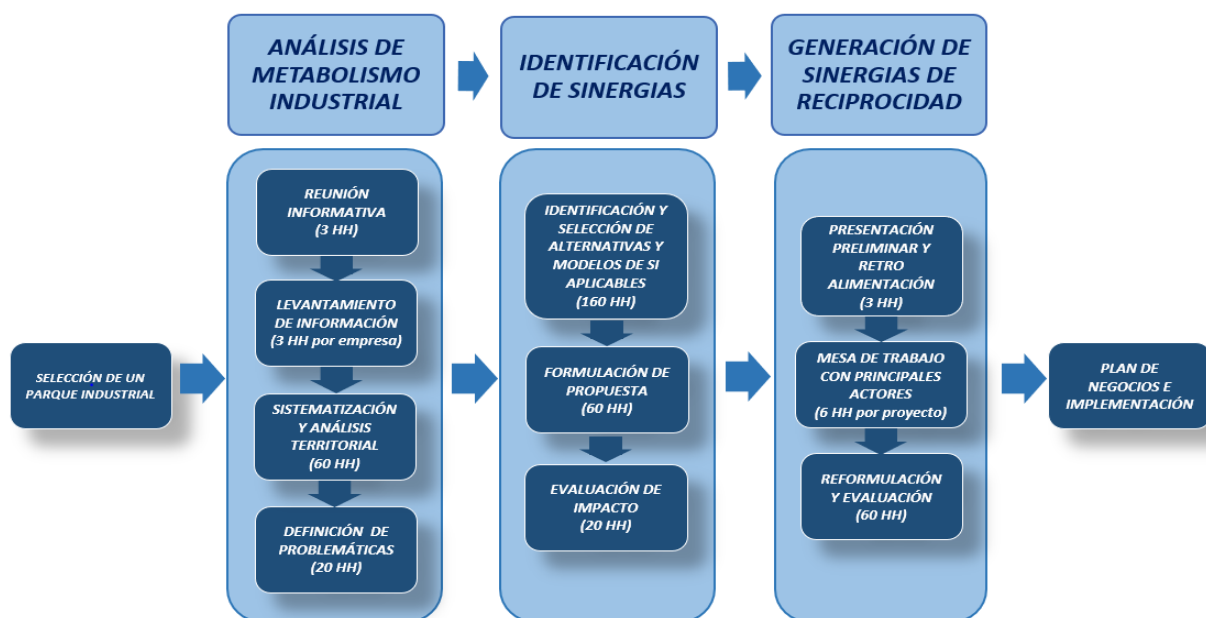 ANÁLISIS DE
METABOLISMO
INDUSTRIAL
IDENTIFICACIÓN
DE SINERGIAS
GENERACIÓN DE
SINERGIAS DE
RECIPROCIDAD
SELECCIÓN DE UN
PARQUE INDUSTRIAL
REUNIÓN
INFORMATIVA
(3 HH)
LEVANTAMIENTO
DE INFORMACIÓN
(3 HH por empresa)
SISTEMATIZACIÓN
Y ANÁLISIS
TERRITORIAL
(60 HH)
DEFINICIÓN DE
PROBLEMÁTICAS
(20 HH)
IDENTIFICACIÓN Y
SELECCIÓN DE
ALTERNATIVAS Y
MODELOS DE SI
APLICABLES
(160 HH)
FORMULACIÓN DE
PROPUESTA
(60 HH)
EVALUACIÓN DE
IMPACTO
(20 HH)
PRESENTACIÓN
PRELIMINAR Y
RETRO
ALIMENTACIÓN
(3 HH)
MESA DE TRABAJO
CON PRINCIPALES
ACTORES
(6 HH por proyecto)
REFORMULACIÓN
Y EVALUACIÓN
(60 HH)
PLAN DE
NEGOCIOS E
IMPLEMENTACIÓN